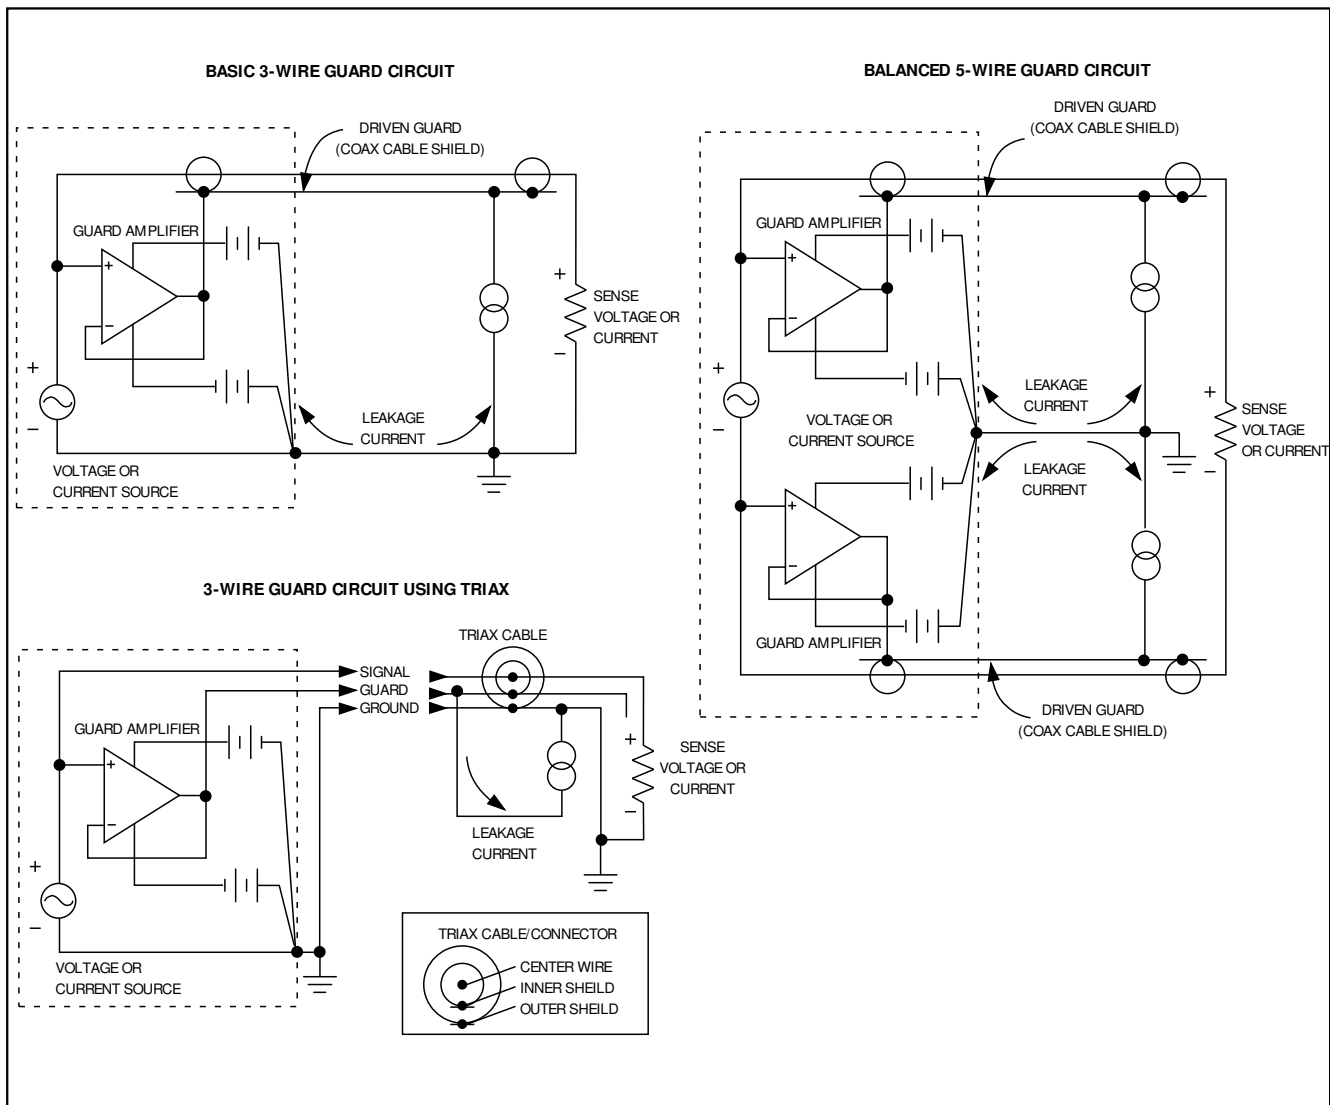 BASIC 3-WIRE GUARD CIRCUIT
DRIVEN GUARD
(COAX CABLE SHIELD)
GUARD AMPLIFIER
+
−
+
−
VOLTAGE OR
CURRENT SOURCE
LEAKAGE
CURRENT
+
−
SENSE
VOLTAGE OR
CURRENT
BALANCED 5-WIRE GUARD CIRCUIT
DRIVEN GUARD
(COAX CABLE SHIELD)
GUARD AMPLIFIER
+
−
+
−
VOLTAGE OR
CURRENT SOURCE
LEAKAGE
CURRENT
LEAKAGE
CURRENT
+
−
SENSE
VOLTAGE
OR CURRENT
+
−
GUARD AMPLIFIER
DRIVEN GUARD
(COAX CABLE SHIELD)
3-WIRE GUARD CIRCUIT USING TRIAX
TRIAX CABLE
SIGNAL
GUARD
GROUND
GUARD AMPLIFIER
+
−
+
−
VOLTAGE OR
CURRENT SOURCE
LEAKAGE
CURRENT
+
−
SENSE
VOLTAGE OR
CURRENT
TRIAX CABLE/CONNECTOR
CENTER WIRE
INNER SHEILD
OUTER SHEILD